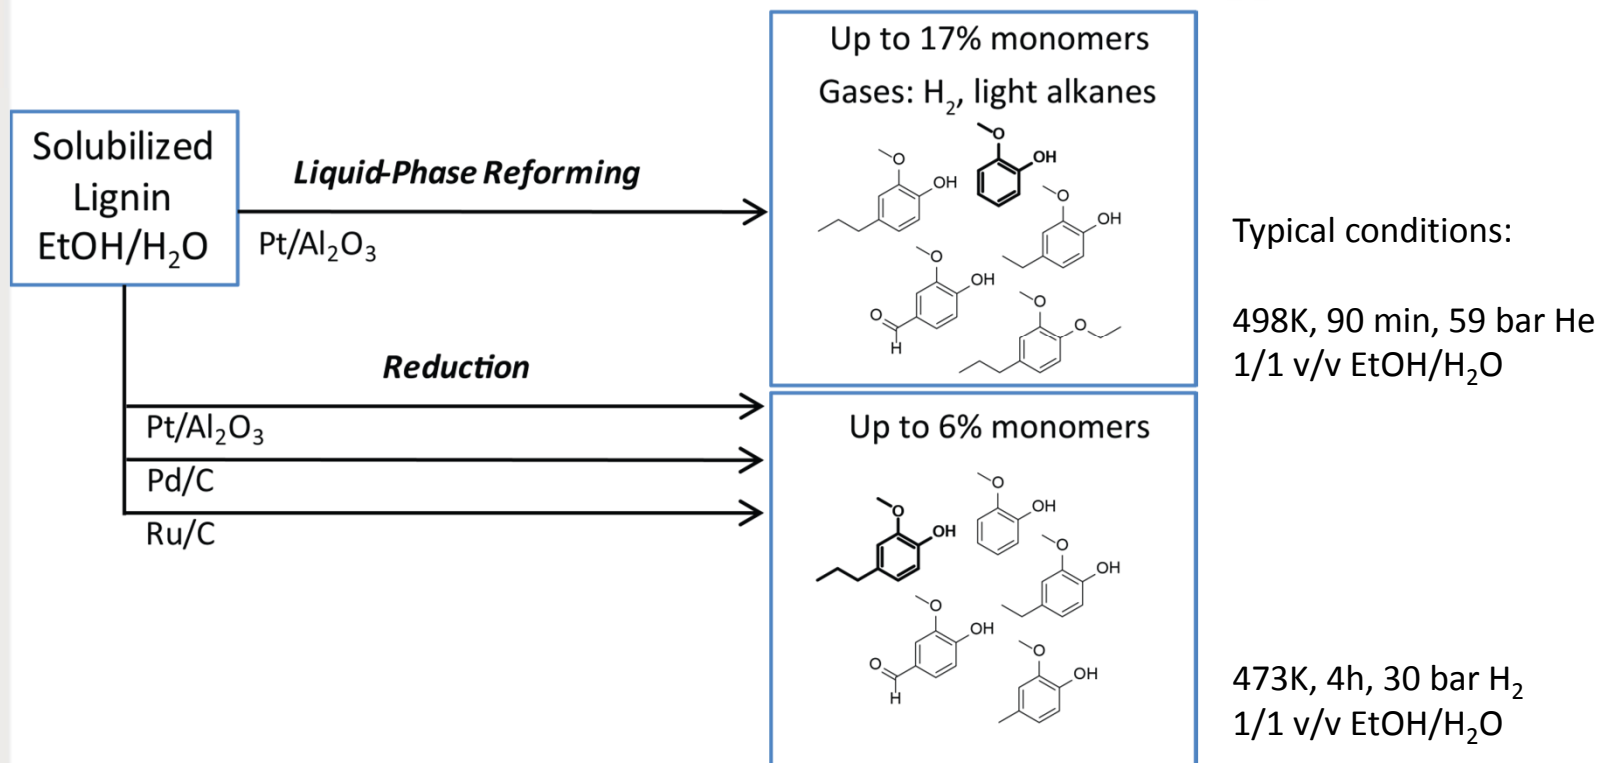 Solubilized
Lignin
EtOH/H₂O
Liquid-Phase Reforming
Pt/Al₂O₃
Up to 17% monomers
Gases: H₂, light alkanes
O
OH
O
OH
O
OH
O
OH
O
H
O
O
Typical conditions:
498K, 90 min, 59 bar He
1/1 v/v EtOH/H₂O
Reduction
Pt/Al₂O₃
Pd/C
Ru/C
Up to 6% monomers
O
OH
O
OH
O
OH
O
OH
O
H
O
OH
473K, 4h, 30 bar H₂
1/1 v/v EtOH/H₂O